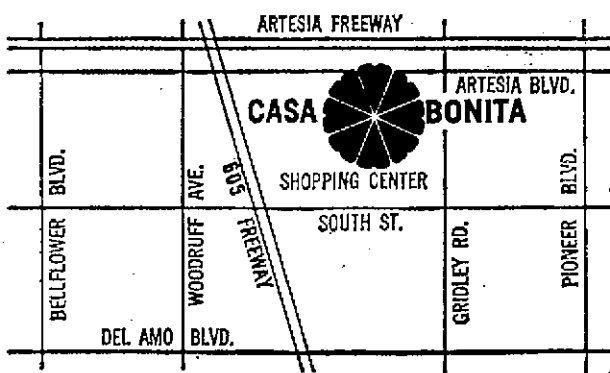 ARTESIA FREEWAY
ARTESIA BLVD.
CASA BONITA
SHOPPING CENTER
SOUTH ST.
BELLFLOWER BLVD.
WOODRUFF AVE.
605 FREEWAY
GRIDLEY RD.
PIONEER BLVD.
DEL AMO BLVD.